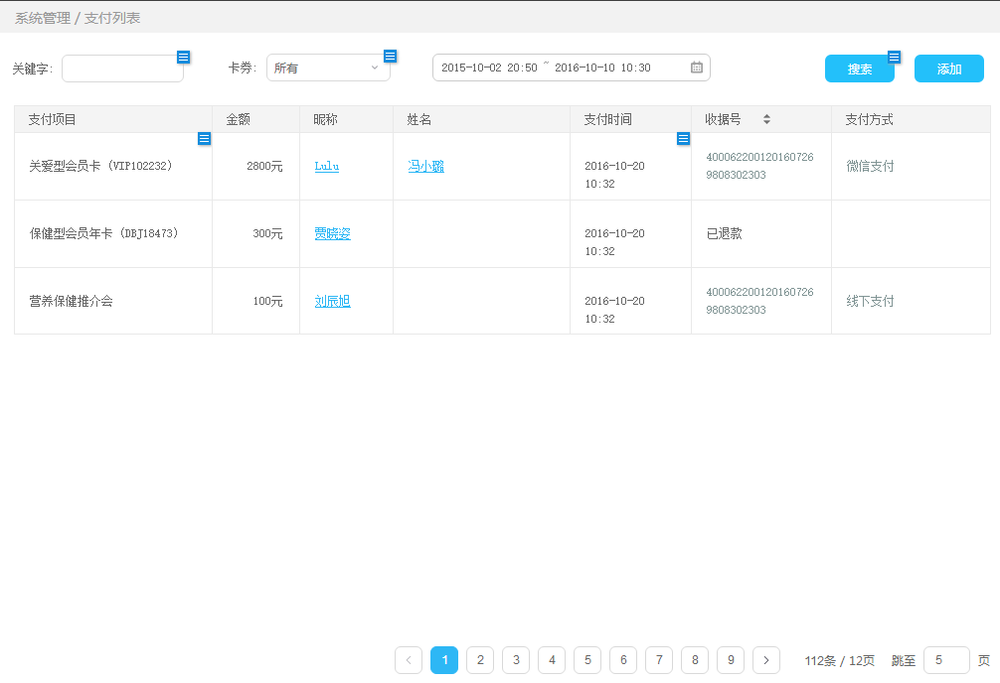 系统管理 / 支付列表
关键字: 卡券: 所有 2015-10-02 20:50 ~ 2016-10-10 10:30 搜索 添加
支付项目 金额 昵称 姓名 支付时间 收据号 支付方式
关爱型会员卡（VIP102232） 2800元 Lulu 冯小璐 2016-10-20 10:32 400062200120160726 9808302303 微信支付
保健型会员年卡（DBJ18473） 300元 贾晓姿 2016-10-20 10:32 已退款
营养保健推介会 100元 刘辰旭 2016-10-20 10:32 400062200120160726 9808302303 线下支付
< 1 2 3 4 5 6 7 8 9 > 112条 / 12页 跳至 5 页